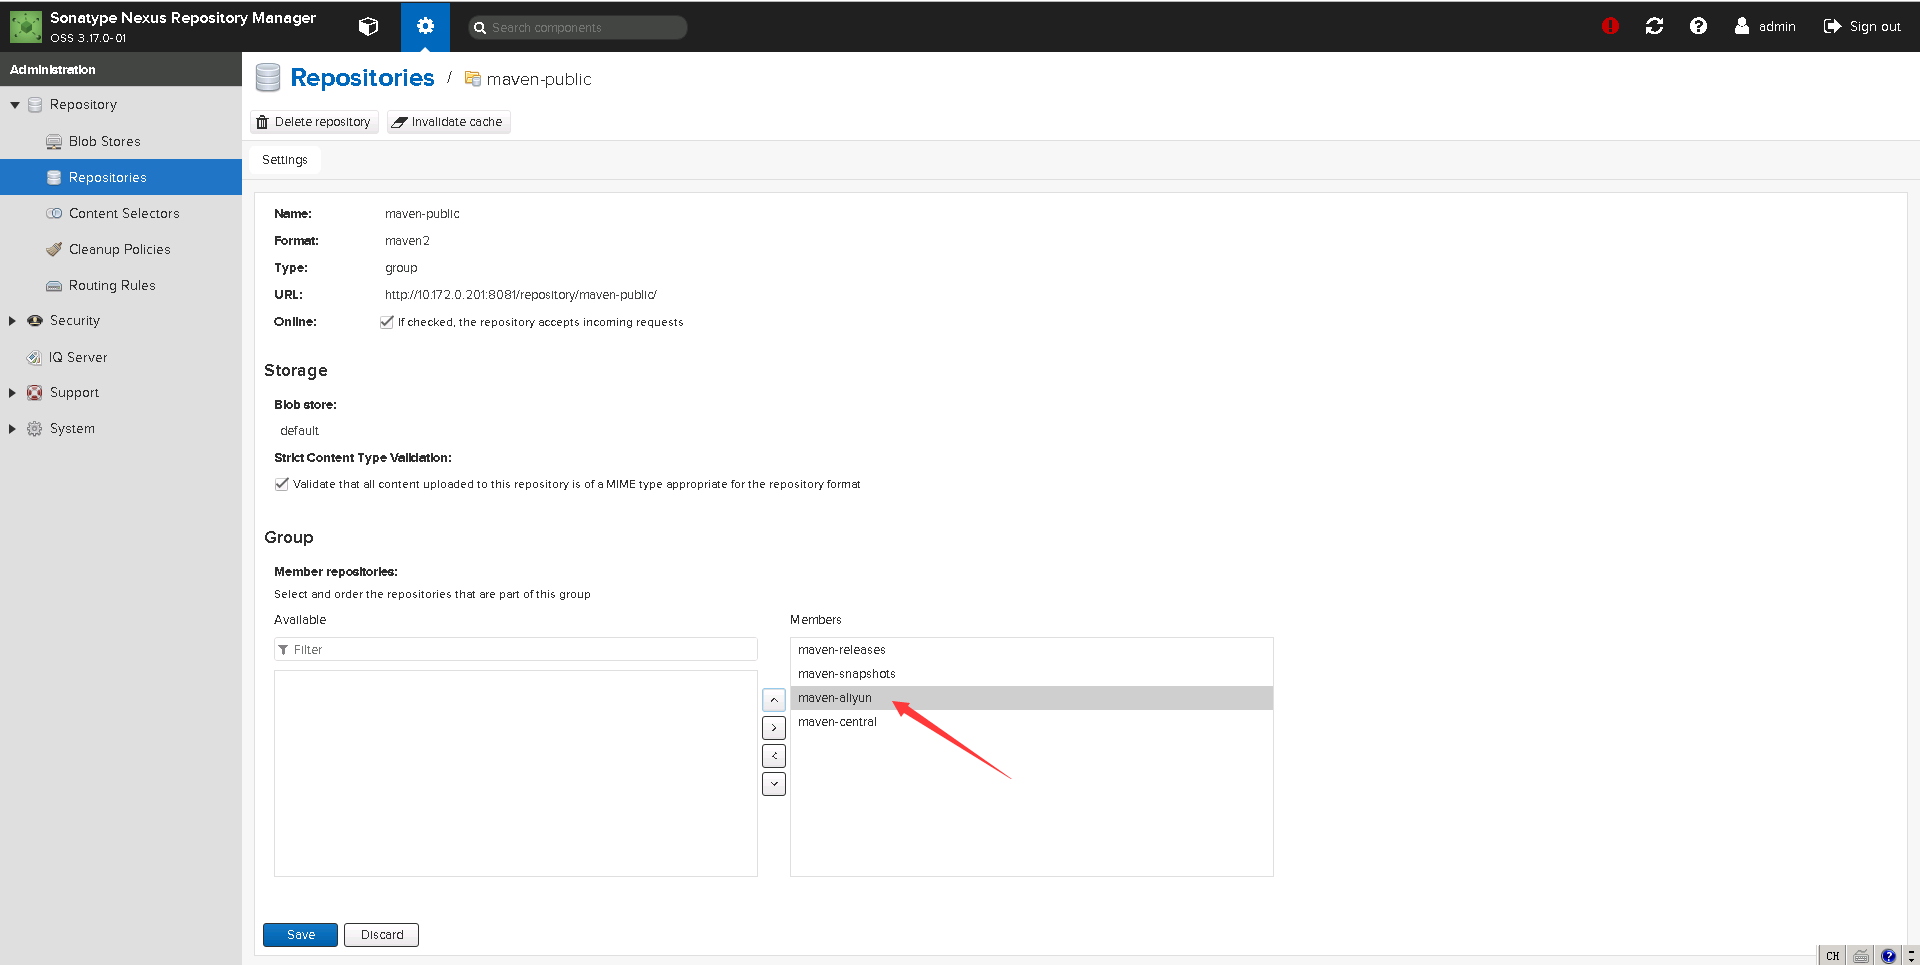 Sonatype Nexus Repository Manager
OSS 3.17.0-01
Search components
admin
Sign out
Administration
Repository
Blob Stores
Repositories
Content Selectors
Cleanup Policies
Routing Rules
Security
IQ Server
Support
System
Repositories / maven-public
Delete repository
Invalidate cache
Settings
Name: maven-public
Format: maven2
Type: group
URL: http://10.172.0.201:8081/repository/maven-public/
Online: If checked, the repository accepts incoming requests
Storage
Blob store:
default
Strict Content Type Validation:
Validate that all content uploaded to this repository is of a MIME type appropriate for the repository format
Group
Member repositories:
Select and order the repositories that are part of this group
Available
Filter
Members
maven-releases
maven-snapshots
maven-aliyun
maven-central
Save
Discard
CH